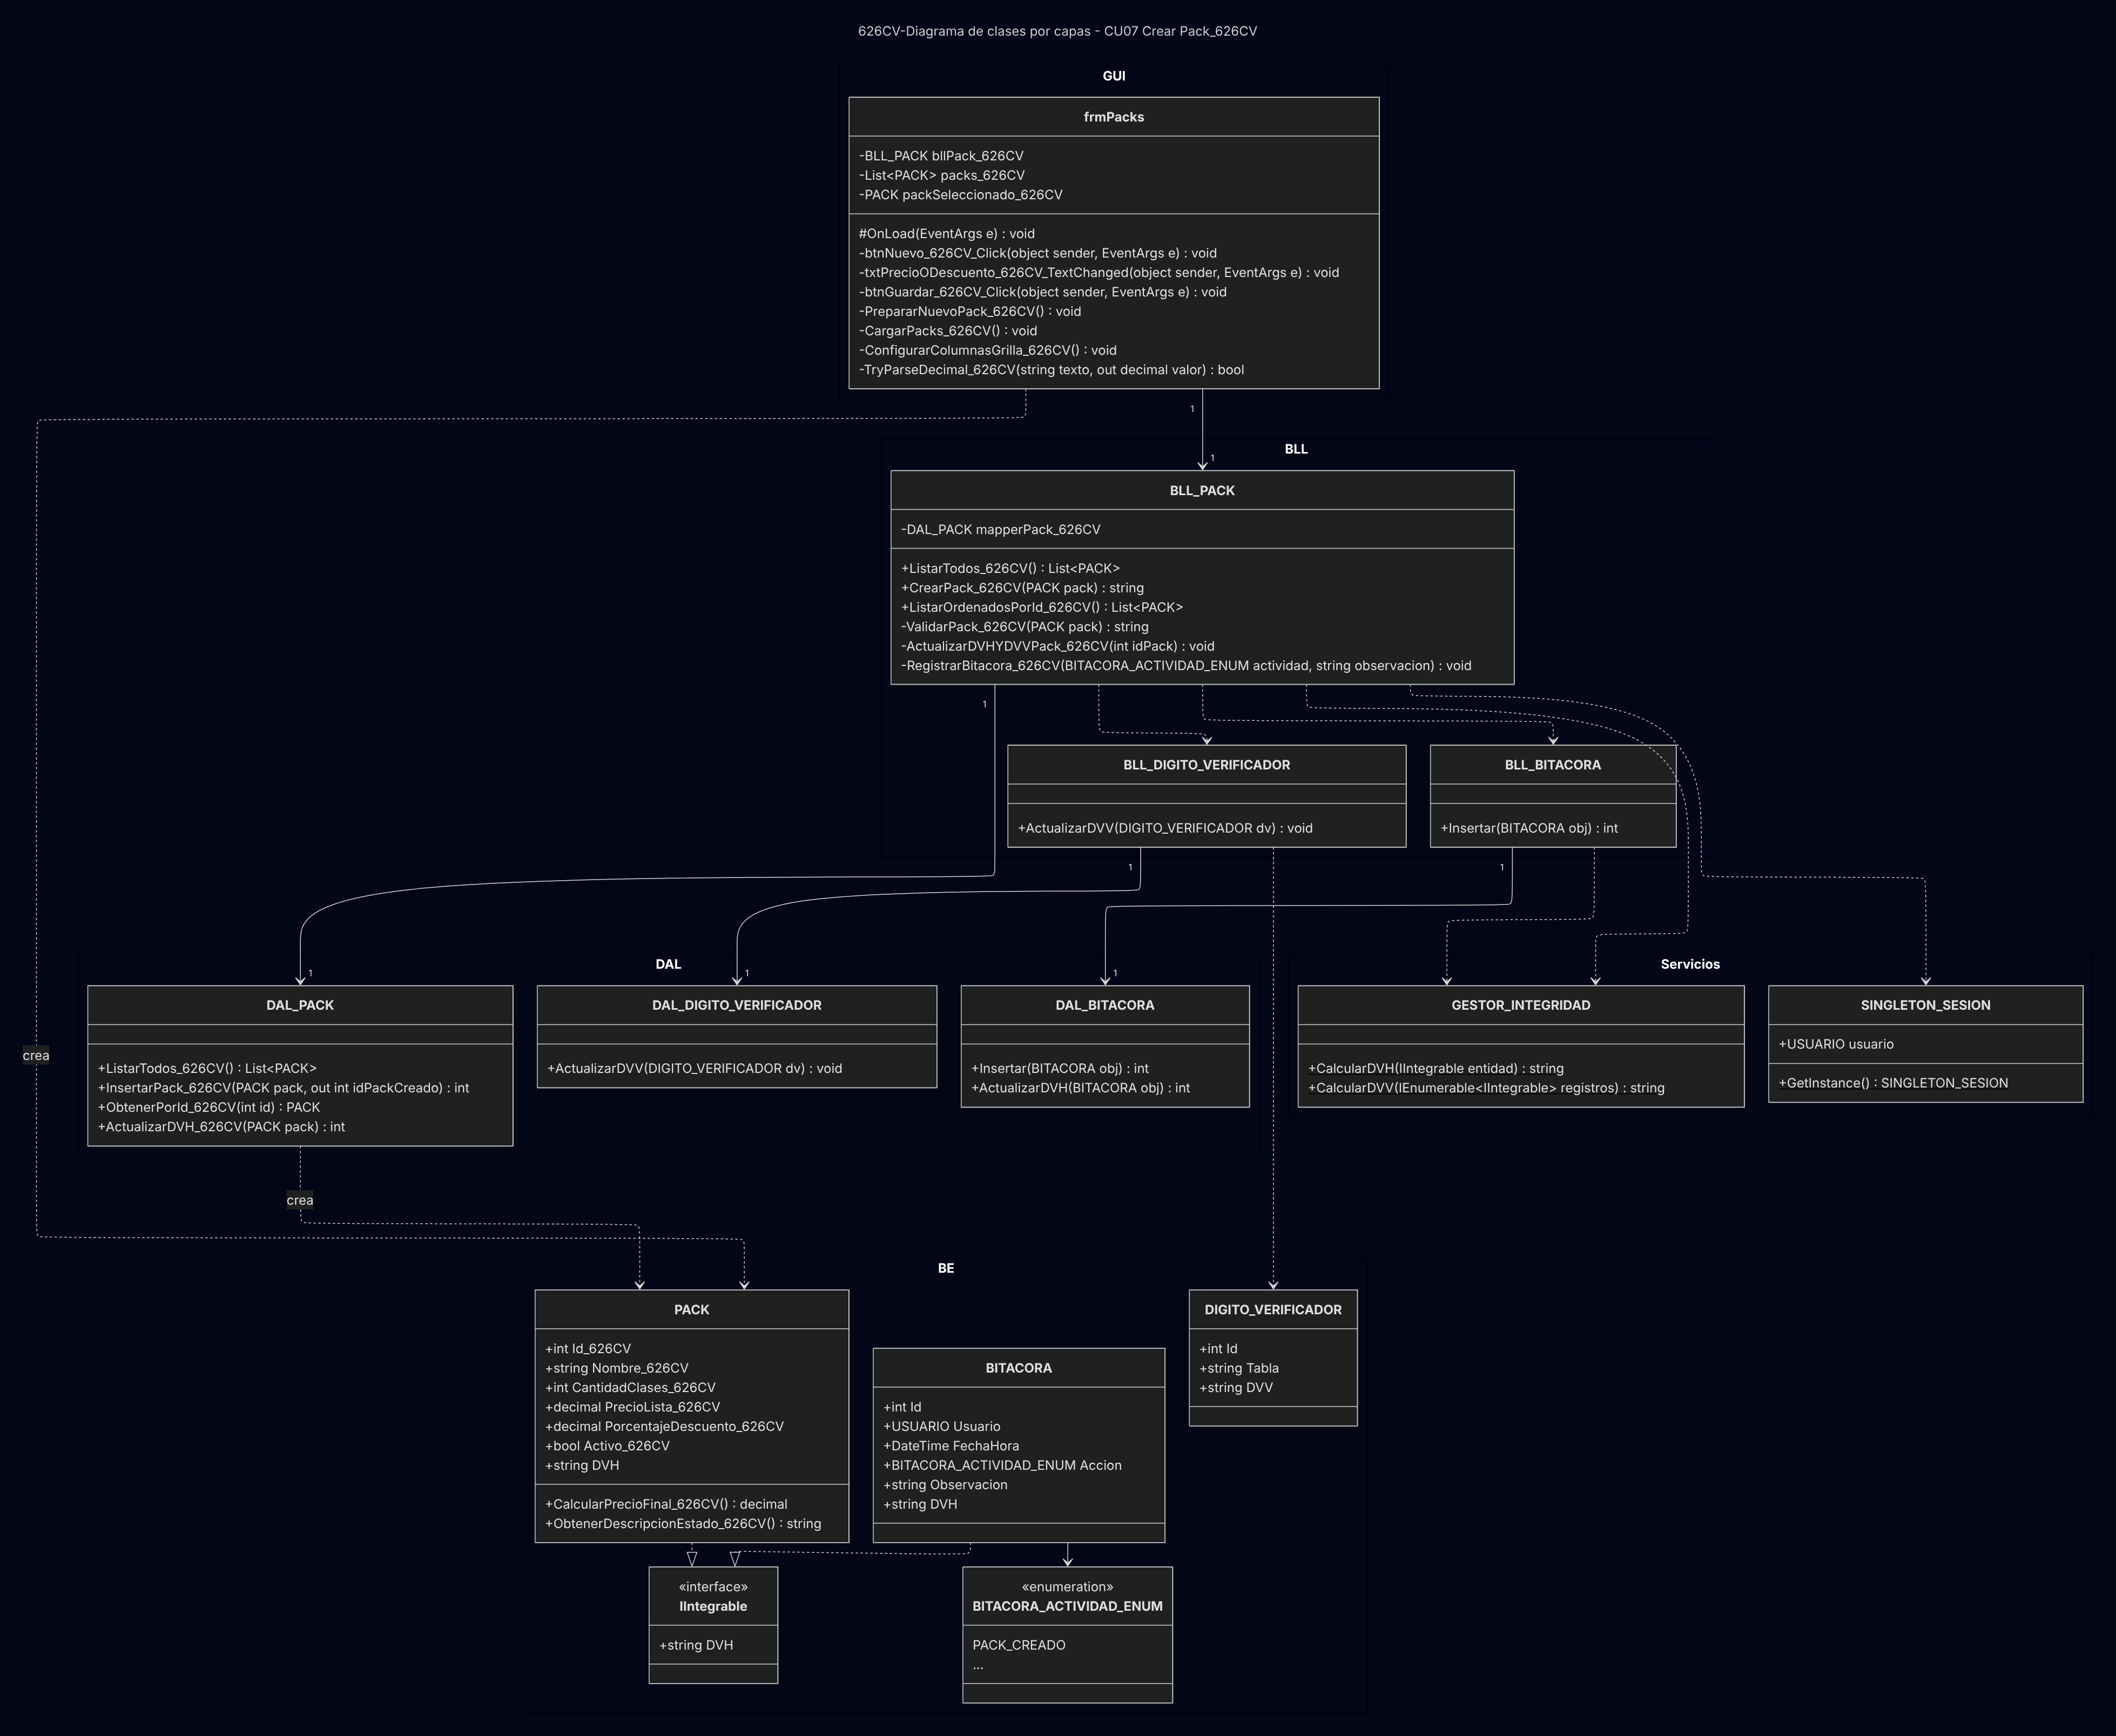 626CV-Diagrama de clases por capas - CU07 Crear Pack_626CV
GUI
frmPacks
-BLL_PACK bllPack_626CV
-List<PACK> packs_626CV
-PACK packSeleccionado_626CV
#OnLoad(EventArgs e) : void
-btnNuevo_626CV_Click(object sender, EventArgs e) : void
-txtPrecioODescuento_626CV_TextChanged(object sender, EventArgs e) : void
-btnGuardar_626CV_Click(object sender, EventArgs e) : void
-PrepararNuevoPack_626CV() : void
-CargarPacks_626CV() : void
-ConfigurarColumnasGrilla_626CV() : void
-TryParseDecimal_626CV(string texto, out decimal valor) : bool
1
1
BLL
BLL_PACK
-DAL_PACK mapperPack_626CV
+ListarTodos_626CV() : List<PACK>
+CrearPack_626CV(PACK pack) : string
+ListarOrdenadosPorId_626CV() : List<PACK>
-ValidarPack_626CV(PACK pack) : string
-ActualizarDVHYDVVPack_626CV(int idPack) : void
-RegistrarBitacora_626CV(BITACORA_ACTIVIDAD_ENUM actividad, string observacion) : void
1
BLL_DIGITO_VERIFICADOR
+ActualizarDVV(DIGITO_VERIFICADOR dv) : void
BLL_BITACORA
+Insertar(BITACORA obj) : int
1
1
DAL
1
1
1
DAL_PACK
+ListarTodos_626CV() : List<PACK>
+InsertarPack_626CV(PACK pack, out int idPackCreado) : int
+ObtenerPorId_626CV(int id) : PACK
+ActualizarDVH_626CV(PACK pack) : int
DAL_DIGITO_VERIFICADOR
+ActualizarDVV(DIGITO_VERIFICADOR dv) : void
DAL_BITACORA
+Insertar(BITACORA obj) : int
+ActualizarDVH(BITACORA obj) : int
Servicios
GESTOR_INTEGRIDAD
+CalcularDVH(IIntegrable entidad) : string
+CalcularDVV(IEnumerable<IIntegrable> registros) : string
SINGLETON_SESION
+USUARIO usuario
+GetInstance() : SINGLETON_SESION
crea
crea
BE
PACK
+int Id_626CV
+string Nombre_626CV
+int CantidadClases_626CV
+decimal PrecioLista_626CV
+decimal PorcentajeDescuento_626CV
+bool Activo_626CV
+string DVH
+CalcularPrecioFinal_626CV() : decimal
+ObtenerDescripcionEstado_626CV() : string
BITACORA
+int Id
+USUARIO Usuario
+DateTime FechaHora
+BITACORA_ACTIVIDAD_ENUM Accion
+string Observacion
+string DVH
DIGITO_VERIFICADOR
+int Id
+string Tabla
+string DVV
«interface»
IIntegrable
+string DVH
«enumeration»
BITACORA_ACTIVIDAD_ENUM
PACK_CREADO
...